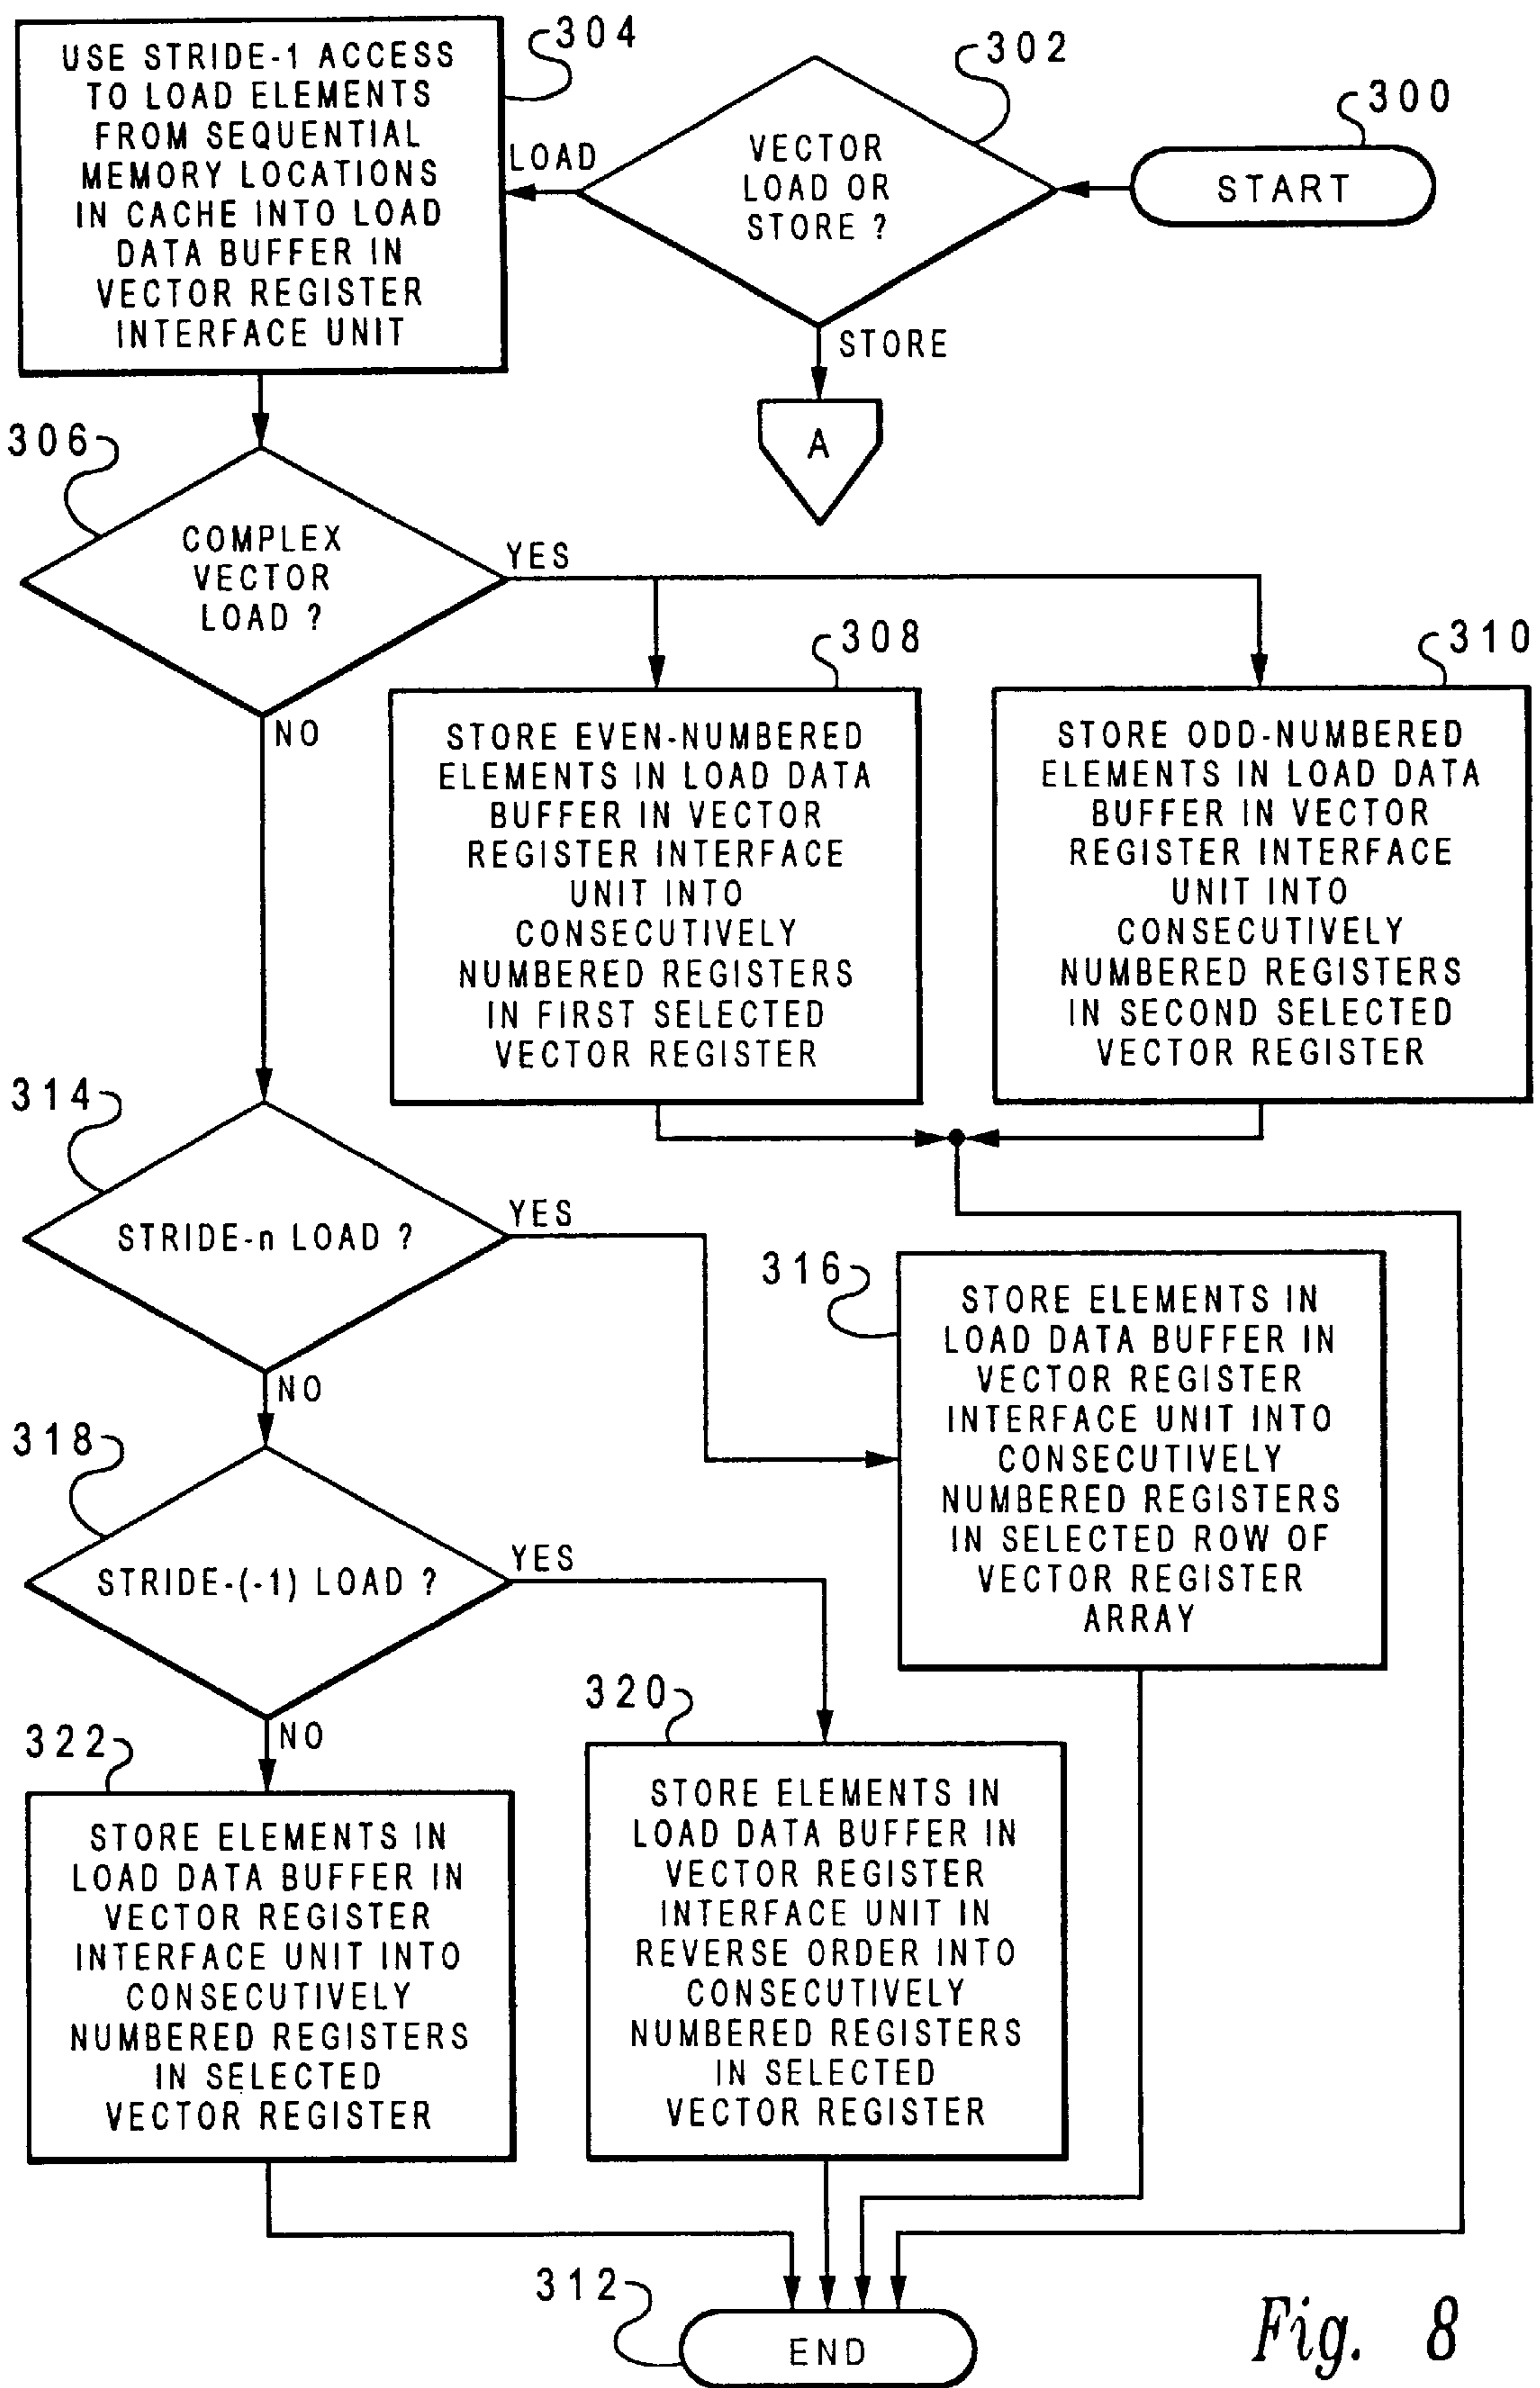 300
START
302
VECTOR
LOAD OR
STORE ?
LOAD
STORE
A
304
USE STRIDE-1 ACCESS
TO LOAD ELEMENTS
FROM SEQUENTIAL
MEMORY LOCATIONS
IN CACHE INTO LOAD
DATA BUFFER IN
VECTOR REGISTER
INTERFACE UNIT
306
COMPLEX
VECTOR
LOAD ?
YES
NO
308
STORE EVEN-NUMBERED
ELEMENTS IN LOAD DATA
BUFFER IN VECTOR
REGISTER INTERFACE
UNIT INTO
CONSECUTIVELY
NUMBERED REGISTERS
IN FIRST SELECTED
VECTOR REGISTER
310
STORE ODD-NUMBERED
ELEMENTS IN LOAD DATA
BUFFER IN VECTOR
REGISTER INTERFACE
UNIT INTO
CONSECUTIVELY
NUMBERED REGISTERS
IN SECOND SELECTED
VECTOR REGISTER
314
STRIDE-n LOAD ?
YES
NO
316
STORE ELEMENTS IN
LOAD DATA BUFFER IN
VECTOR REGISTER
INTERFACE UNIT INTO
CONSECUTIVELY
NUMBERED REGISTERS
IN SELECTED ROW OF
VECTOR REGISTER
ARRAY
318
STRIDE-(-1) LOAD ?
YES
NO
320
STORE ELEMENTS IN
LOAD DATA BUFFER IN
VECTOR REGISTER
INTERFACE UNIT IN
REVERSE ORDER INTO
CONSECUTIVELY
NUMBERED REGISTERS
IN SELECTED
VECTOR REGISTER
322
STORE ELEMENTS IN
LOAD DATA BUFFER IN
VECTOR REGISTER
INTERFACE UNIT INTO
CONSECUTIVELY
NUMBERED REGISTERS
IN SELECTED
VECTOR REGISTER
312
END
Fig. 8